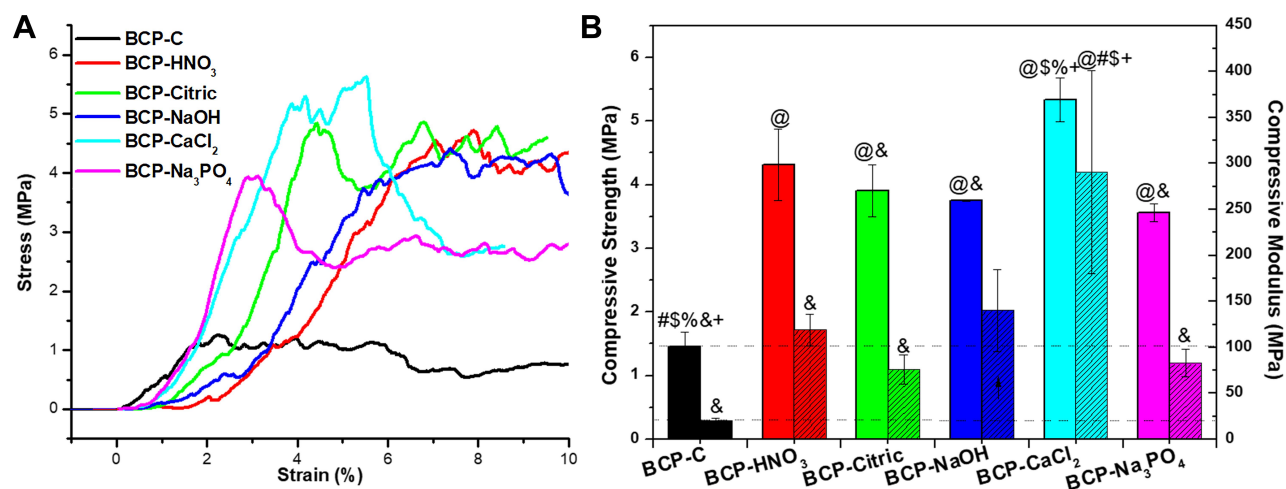 A
BCP-C
BCP-HNO₃
BCP-Citric
BCP-NaOH
BCP-CaCl₂
BCP-Na₃PO₄
Stress (MPa)
6
5
4
3
2
1
0
0 2 4 6 8 10
Strain (%)
B
Compressive Strength (MPa)
6
5
4
3
2
1
0
#$%&+
&
@
&
@&
&
@&
@$%+
@#$+
@&
&
450
400
350
300
250
200
150
100
50
0
Compressive Modulus (MPa)
BCP-C
BCP-HNO₃
BCP-Citric
BCP-NaOH
BCP-CaCl₂
BCP-Na₃PO₄